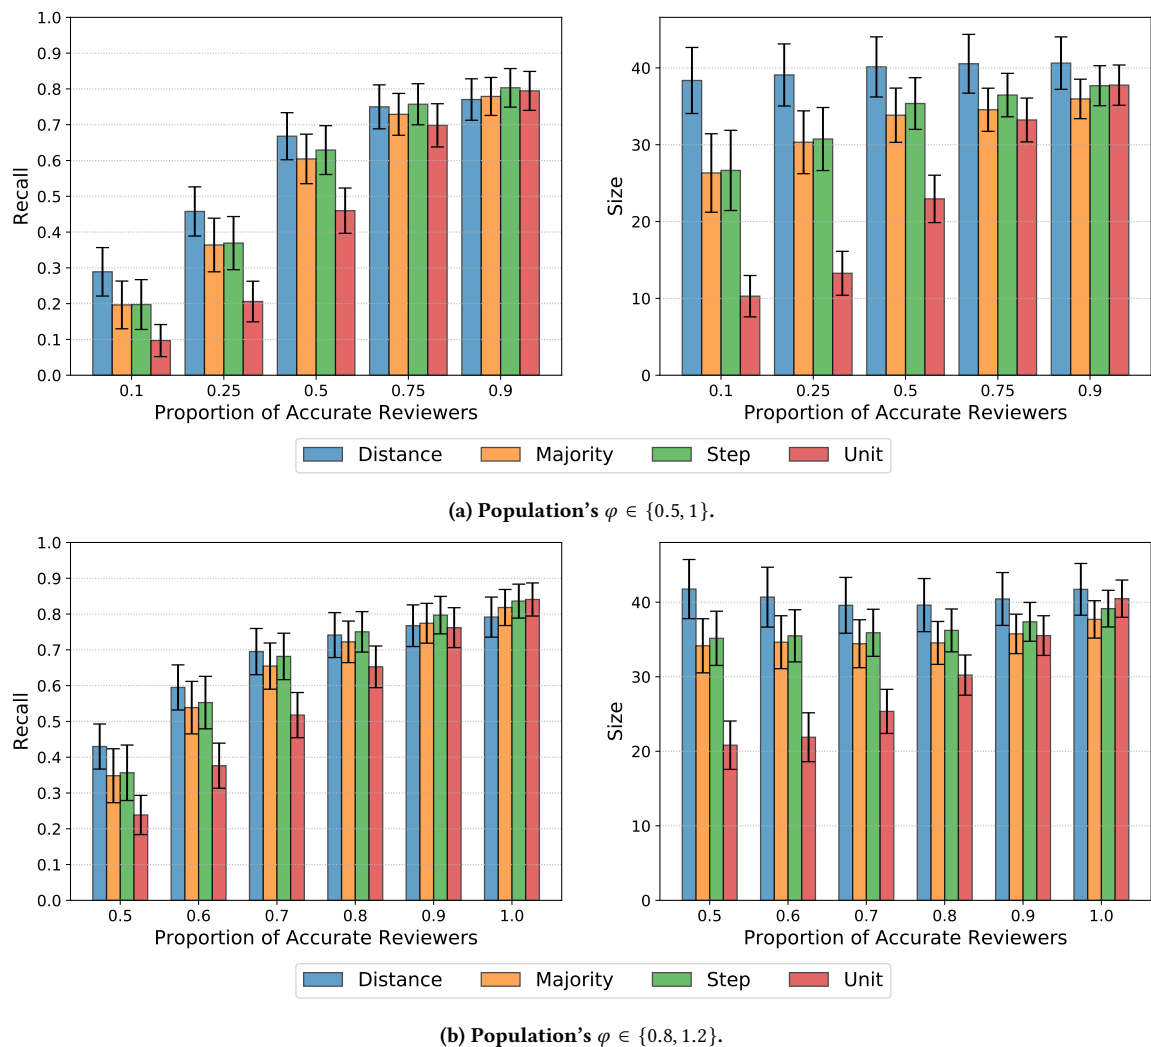 1.0
0.9
0.8
0.7
0.6
0.5
0.4
0.3
0.2
0.1
0.0
Recall
0.1 0.25 0.5 0.75 0.9
Proportion of Accurate Reviewers
40
30
20
10
0
Size
0.1 0.25 0.5 0.75 0.9
Proportion of Accurate Reviewers
Distance Majority Step Unit
(a) Population's φ ∈ {0.5, 1}.
1.0
0.9
0.8
0.7
0.6
0.5
0.4
0.3
0.2
0.1
0.0
Recall
0.5 0.6 0.7 0.8 0.9 1.0
Proportion of Accurate Reviewers
40
30
20
10
0
Size
0.5 0.6 0.7 0.8 0.9 1.0
Proportion of Accurate Reviewers
Distance Majority Step Unit
(b) Population's φ ∈ {0.8, 1.2}.